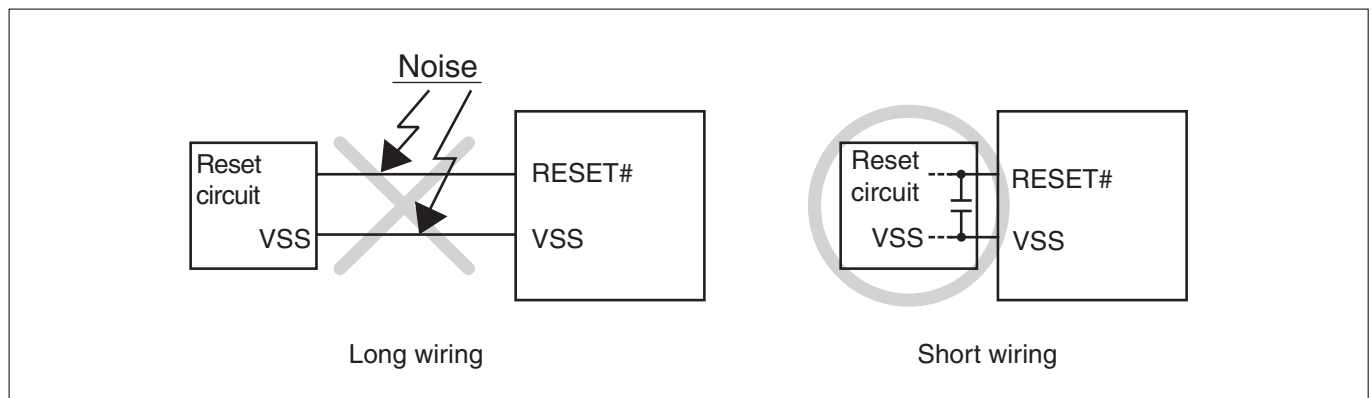 Noise
Reset
circuit
VSS
RESET#
VSS
Long wiring
Reset
circuit
VSS
RESET#
VSS
Short wiring